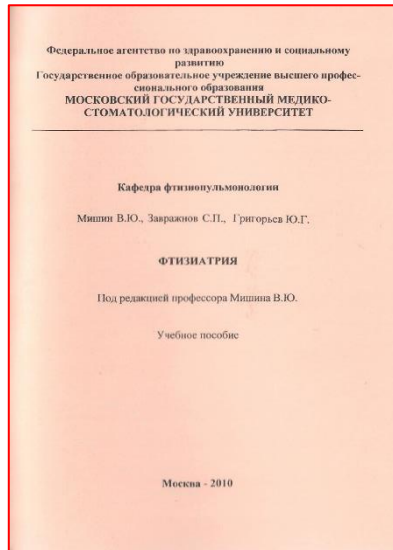 Федеральное агентство по здравоохранению и социальному
развитию
Государственное образовательное учреждение высшего профес-
сионального образования
МОСКОВСКИЙ ГОСУДАРСТВЕННЫЙ МЕДИКО-
СТОМАТОЛОГИЧЕСКИЙ УНИВЕРСИТЕТ
Кафедра фтизиопульмонологии
Мишин В.Ю., Завражнов С.П., Григорьев Ю.Г.
ФТИЗИАТРИЯ
Под редакцией профессора Мишина В.Ю.
Учебное пособие
Москва - 2010